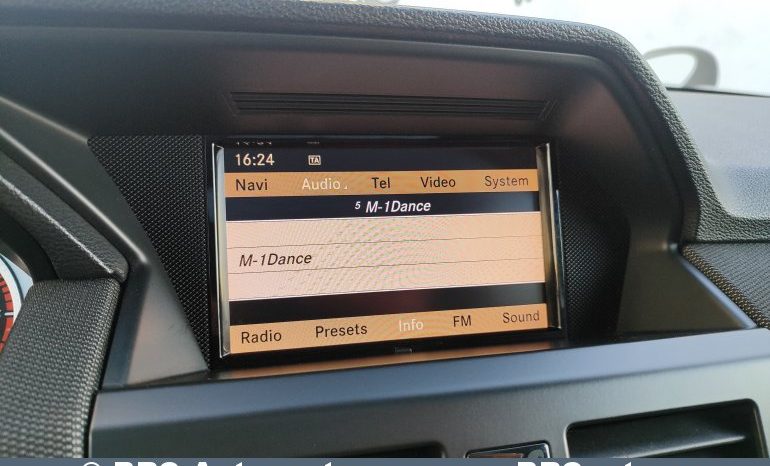 16:24 TA
Navi Audio Tel Video System
5 M-1Dance
M-1Dance
Radio Presets Info FM Sound